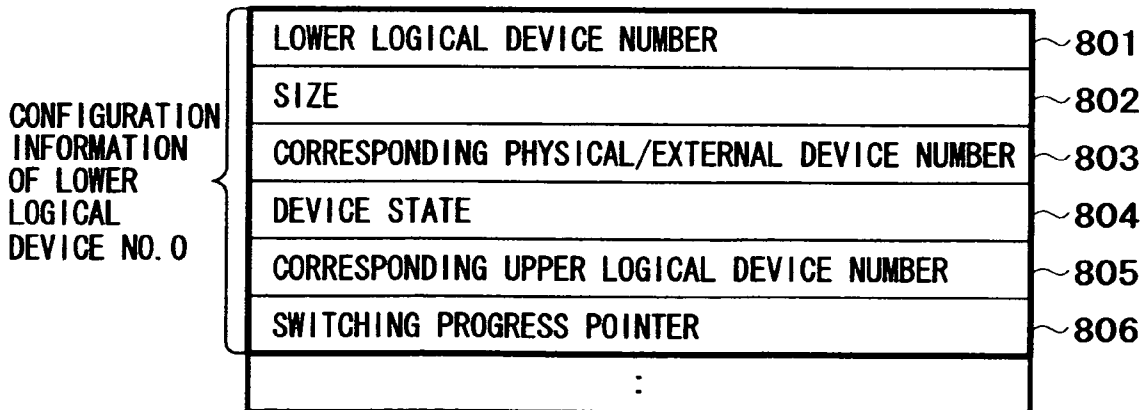 LOWER LOGICAL DEVICE NUMBER 801
SIZE 802
CONFIGURATION
INFORMATION
OF LOWER
LOGICAL
DEVICE NO. 0
CORRESPONDING PHYSICAL/EXTERNAL DEVICE NUMBER 803
DEVICE STATE 804
CORRESPONDING UPPER LOGICAL DEVICE NUMBER 805
SWITCHING PROGRESS POINTER 806
: